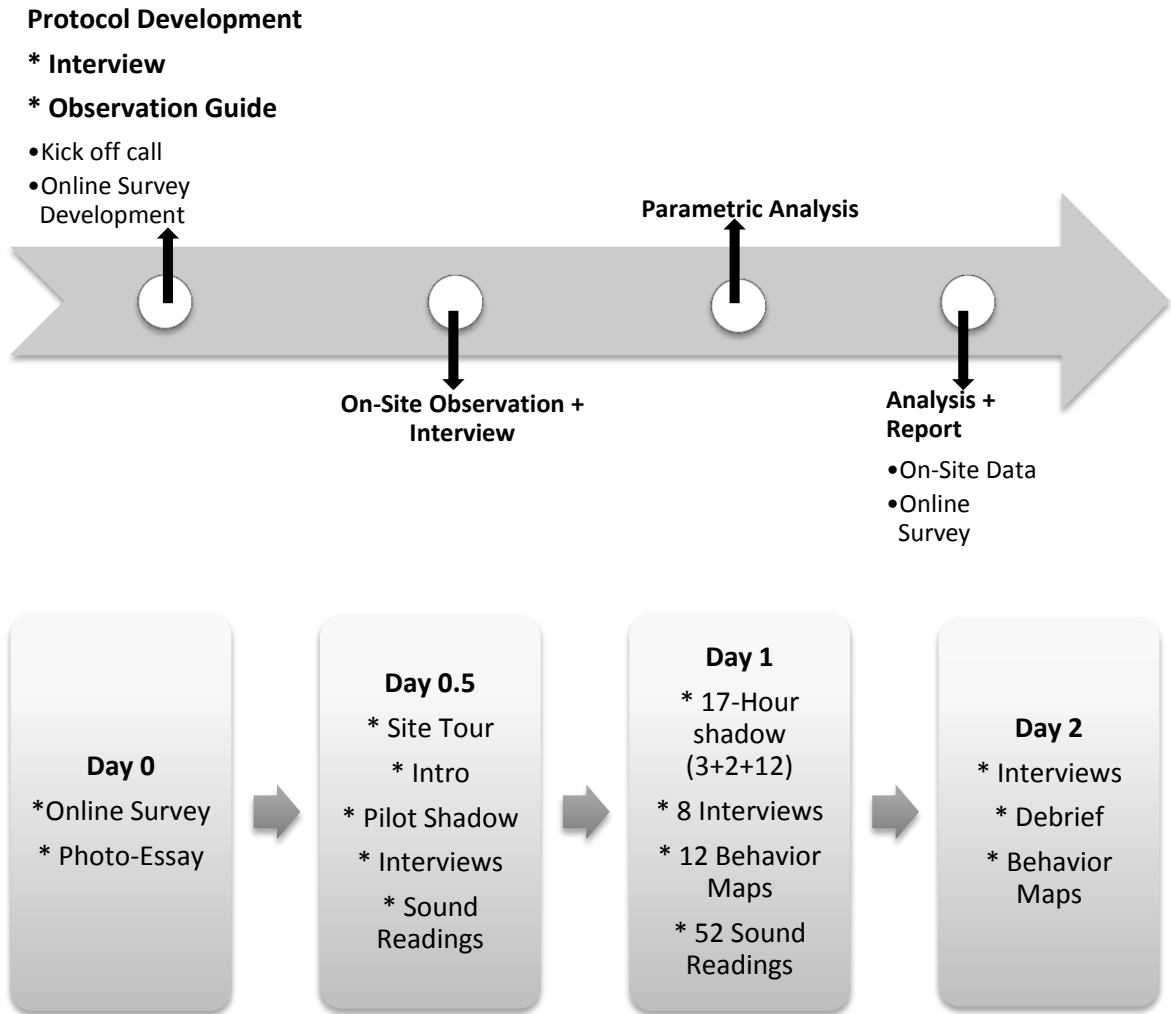 Protocol Development
* Interview
* Observation Guide
•Kick off call
•Online Survey
Development
Parametric Analysis
On-Site Observation +
Interview
Analysis +
Report
•On-Site Data
•Online
Survey
Day 0
*Online Survey
* Photo-Essay
Day 0.5
* Site Tour
* Intro
* Pilot Shadow
* Interviews
* Sound
Readings
Day 1
* 17-Hour
shadow
(3+2+12)
* 8 Interviews
* 12 Behavior
Maps
* 52 Sound
Readings
Day 2
* Interviews
* Debrief
* Behavior
Maps